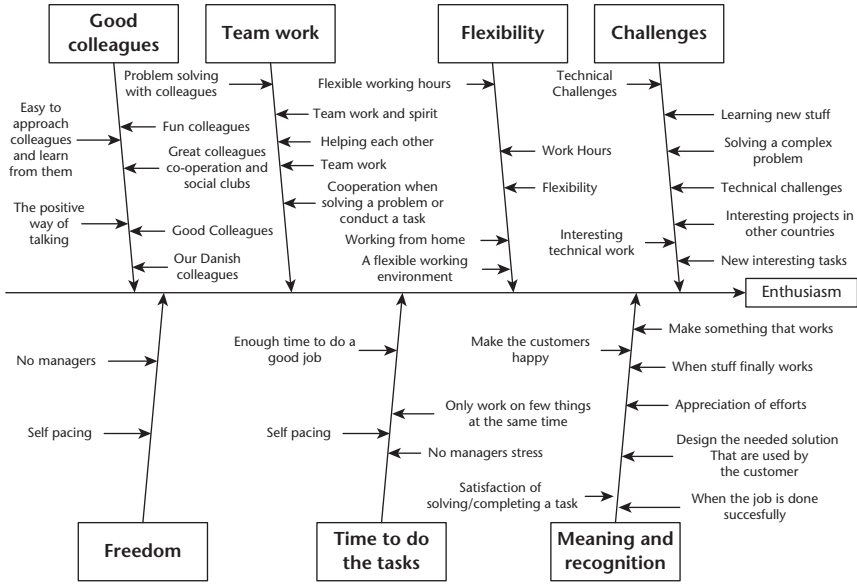 Good
colleagues
Team work
Flexibility
Challenges
Problem solving
with colleagues
Flexible working hours
Technical
Challenges
Easy to
approach
colleagues
and learn
from them
Fun colleagues
Great colleagues
co-operation and
social clubs
The positive
way of
talking
Good Colleagues
Our Danish
colleagues
Team work and spirit
Helping each other
Team work
Cooperation when
solving a problem or
conduct a task
Work Hours
Flexibility
Working from home
A flexible working
environment
Learning new stuff
Solving a complex
problem
Technical challenges
Interesting projects in
other countries
Interesting
technical work
New interesting tasks
Enthusiasm
No managers
Self pacing
Enough time to do a
good job
Only work on few things
at the same time
Self pacing
No managers stress
Make something that works
Make the customers
happy
When stuff finally works
Appreciation of efforts
Design the needed solution
That are used by
the customer
Satisfaction of
solving/completing a task
When the job is done
succesfully
Freedom
Time to do
the tasks
Meaning and
recognition